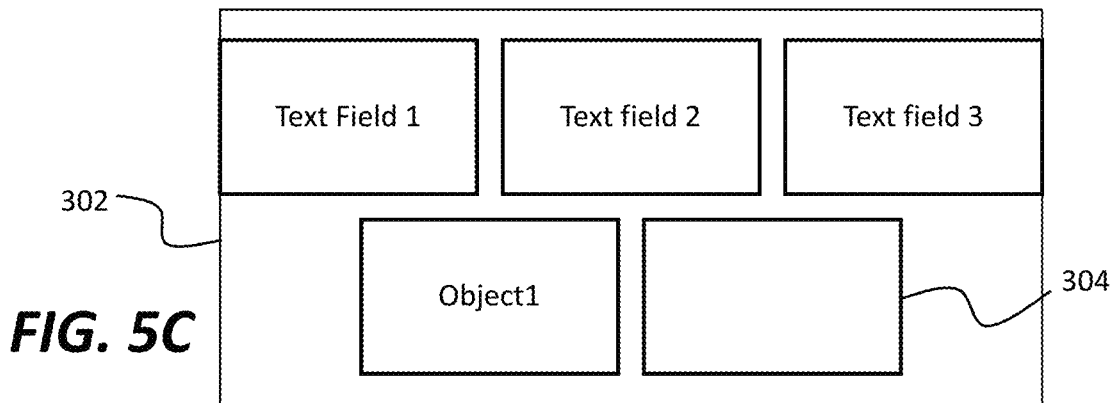 Text Field 1
Text field 2
Text field 3
302
Object1
304
FIG. 5C